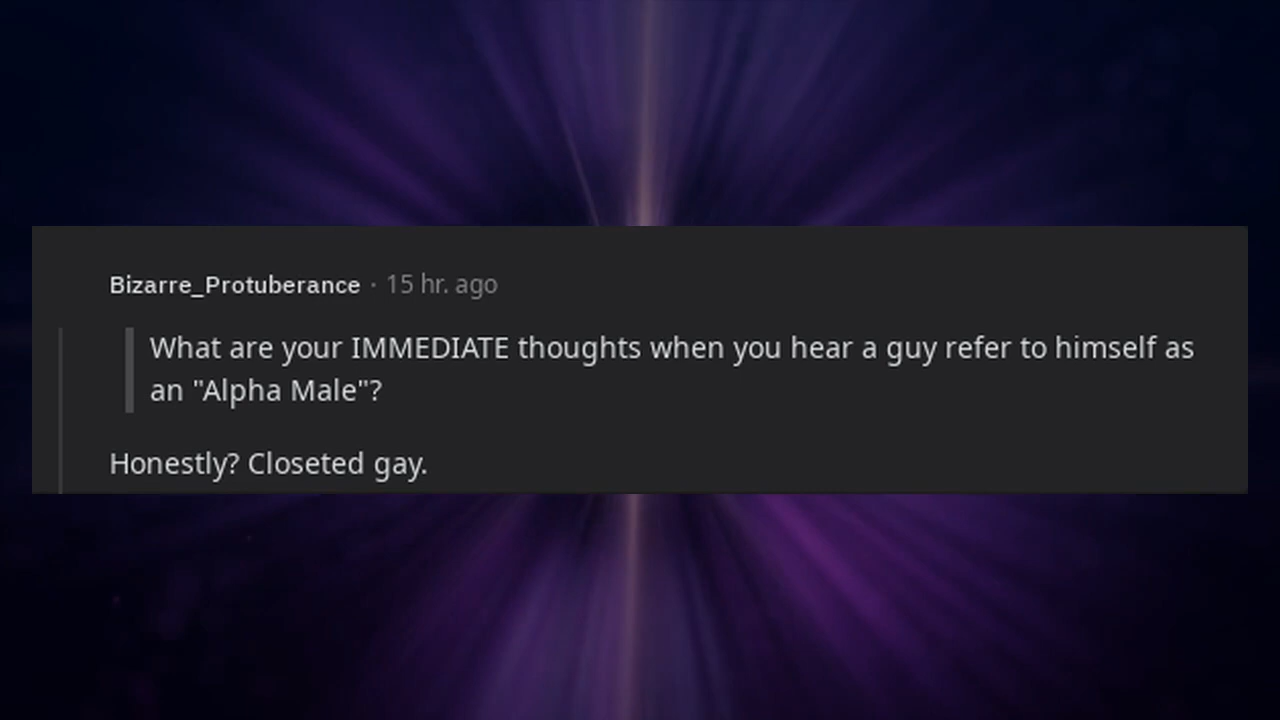 Bizarre_Protuberance · 15 hr. ago
What are your IMMEDIATE thoughts when you hear a guy refer to himself as
an "Alpha Male"?
Honestly? Closeted gay.